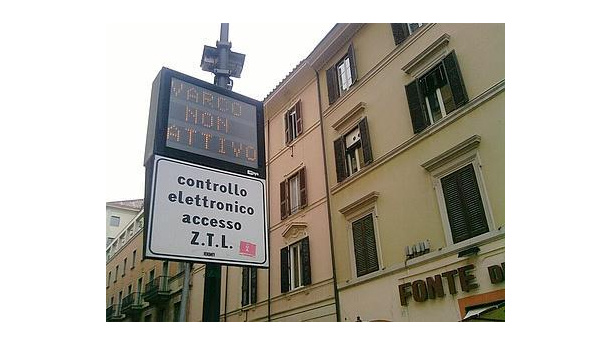 VARCO
NON
ATTIVO
controllo
elettronico
accesso
Z.T.L.
FONTE D